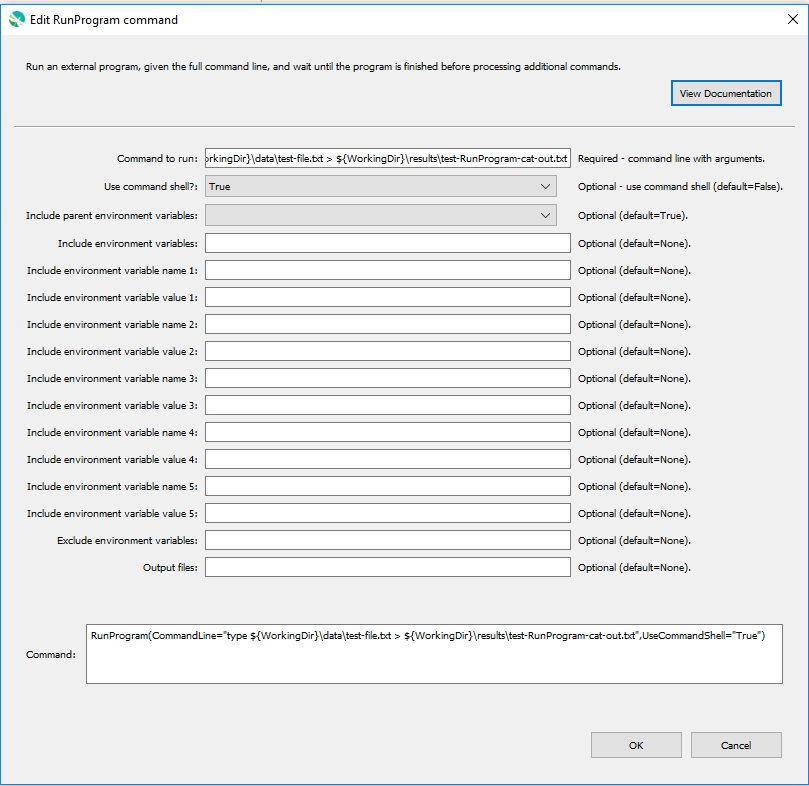 Edit RunProgram command
Run an external program, given the full command line, and wait until the program is finished before processing additional commands.
View Documentation
Command to run: orkingDir}\data\test-file.txt > ${WorkingDir}\results\test-RunProgram-cat-out.txt Required - command line with arguments.
Use command shell?: True Optional - use command shell (default=False).
Include parent environment variables: Optional (default=True).
Include environment variables: Optional (default=None).
Include environment variable name 1: Optional (default=None).
Include environment variable value 1: Optional (default=None).
Include environment variable name 2: Optional (default=None).
Include environment variable value 2: Optional (default=None).
Include environment variable name 3: Optional (default=None).
Include environment variable value 3: Optional (default=None).
Include environment variable name 4: Optional (default=None).
Include environment variable value 4: Optional (default=None).
Include environment variable name 5: Optional (default=None).
Include environment variable value 5: Optional (default=None).
Exclude environment variables: Optional (default=None).
Output files: Optional (default=None).
Command: RunProgram(CommandLine="type ${WorkingDir}\data\test-file.txt > ${WorkingDir}\results\test-RunProgram-cat-out.txt",UseCommandShell="True")
OK Cancel